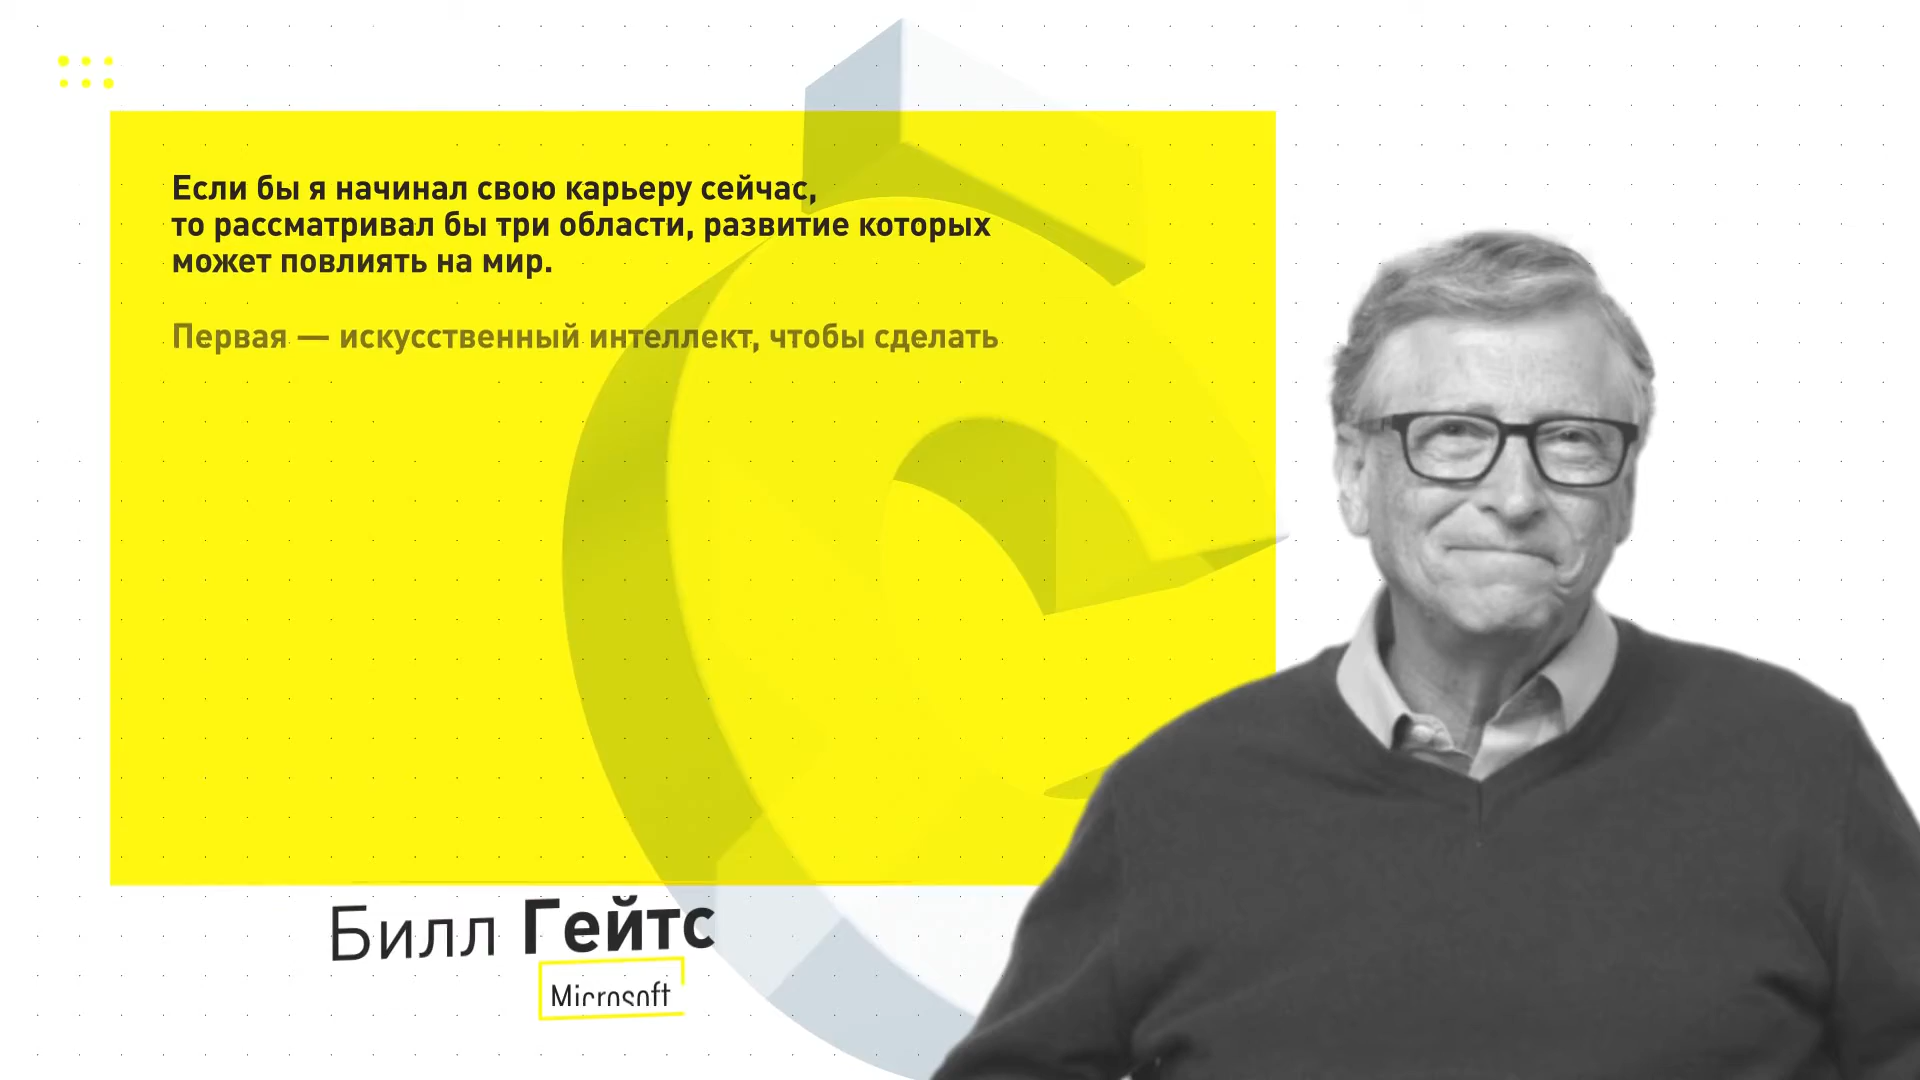 Если бы я начинал свою карьеру сейчас,
то рассматривал бы три области, развитие которых
может повлиять на мир.
Первая — искусственный интеллект, чтобы сделать
Билл Гейтс
Microsoft